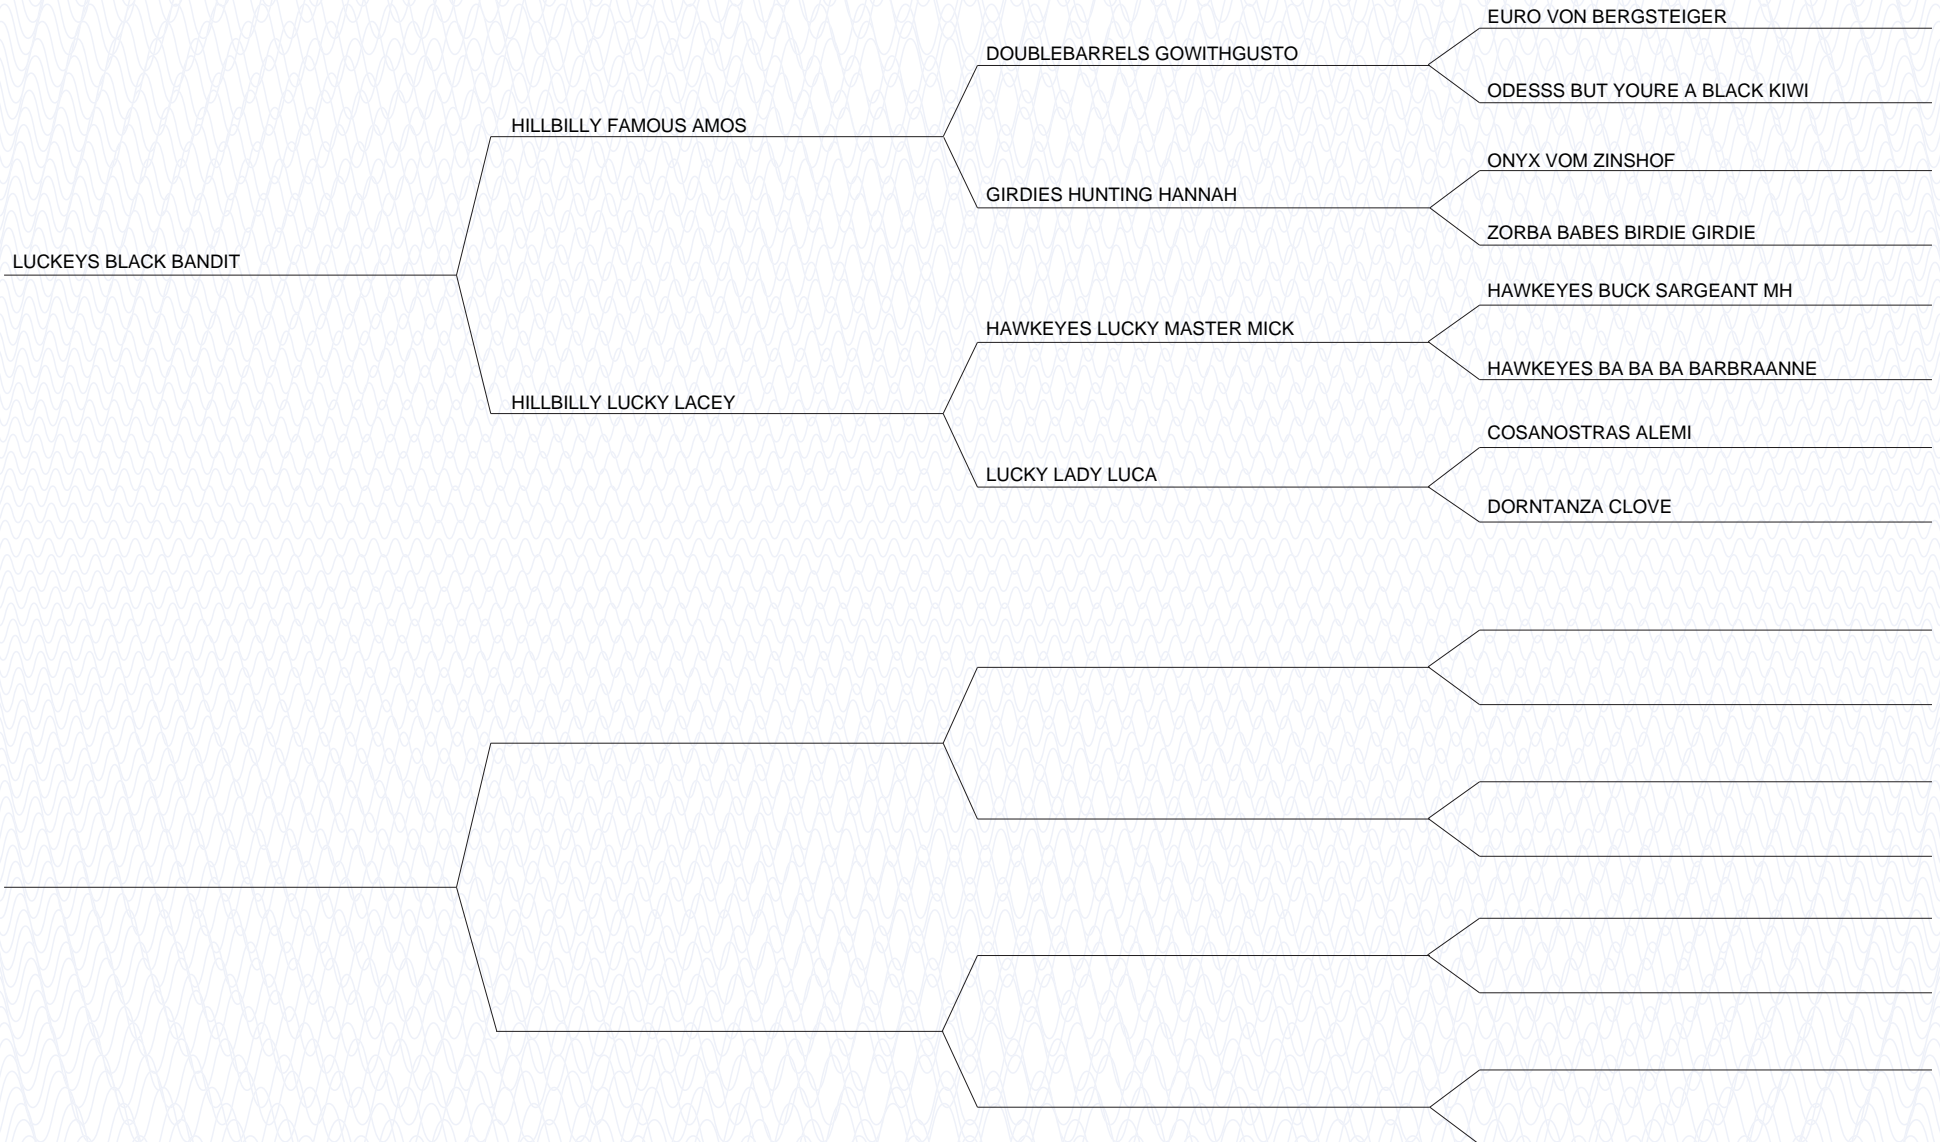 EURO VON BERGSTEIGER
DOUBLEBARRELS GOWITHGUSTO
ODESSS BUT YOURE A BLACK KIWI
HILLBILLY FAMOUS AMOS
ONYX VOM ZINSHOF
GIRDIES HUNTING HANNAH
ZORBA BABES BIRDIE GIRDIE
LUCKEYS BLACK BANDIT
HAWKEYES BUCK SARGEANT MH
HAWKEYES LUCKY MASTER MICK
HAWKEYES BA BA BA BARBRAANNE
HILLBILLY LUCKY LACEY
COSANOSTRAS ALEMI
LUCKY LADY LUCA
DORNTANZA CLOVE